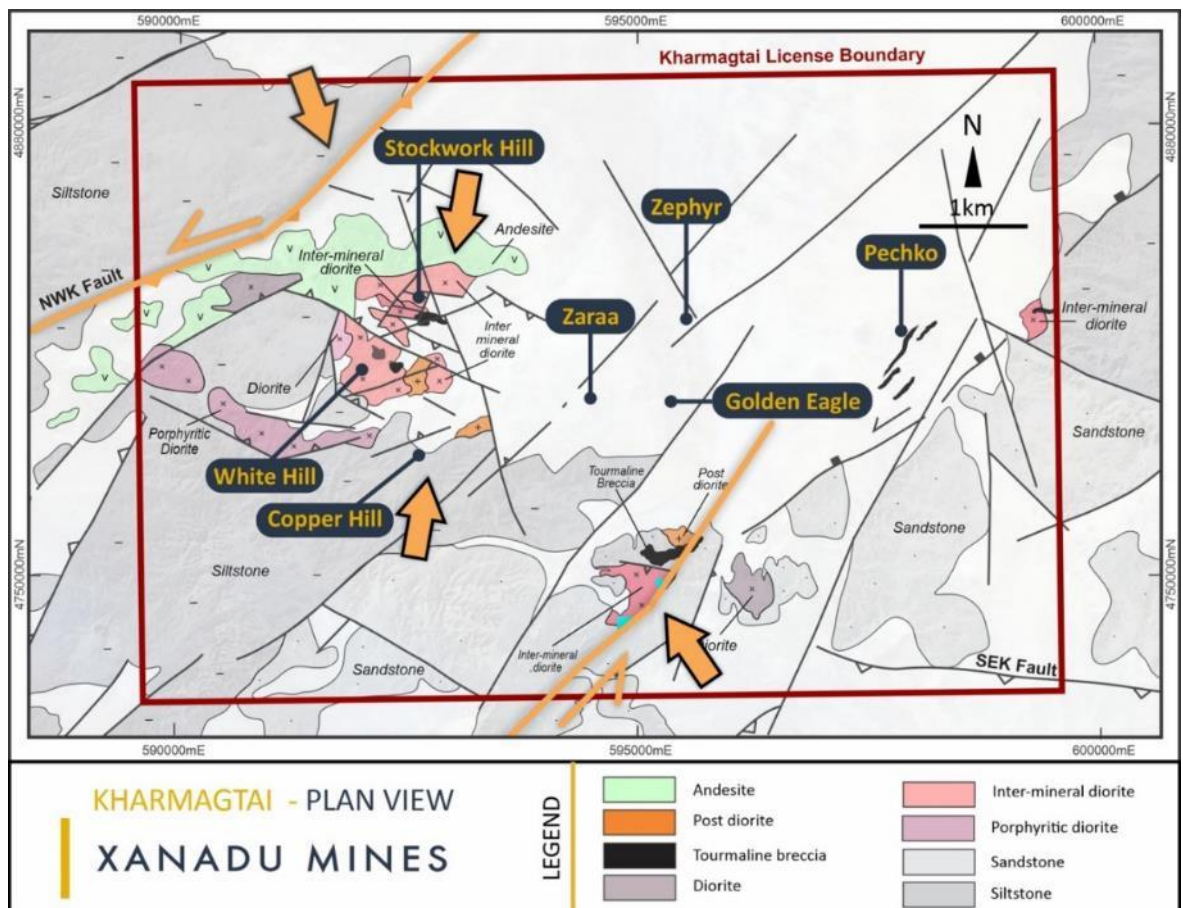 590000mE
595000mE
600000mE
Kharmagtai License Boundary
4880000mN
4880000mN
Stockwork Hill
N
1km
Siltstone
Zephyr
Pechko
Andesite
Inter-mineral
diorite
NWK Fault
Zaraa
Inter
mineral
diorite
Inter-mineral
diorite
Diorite
Golden Eagle
Porphyritic
Diorite
Sandstone
White Hill
Tourmaline
Breccia
Post
diorite
Copper Hill
Sandstone
4750000mN
Siltstone
4750000mN
Inter-mineral
diorite
diorite
Sandstone
SEK Fault
590000mE
595000mE
600000mE
KHARMAGTAI - PLAN VIEW
XANADU MINES
LEGEND
Andesite
Post diorite
Tourmaline breccia
Diorite
Inter-mineral diorite
Porphyritic diorite
Sandstone
Siltstone